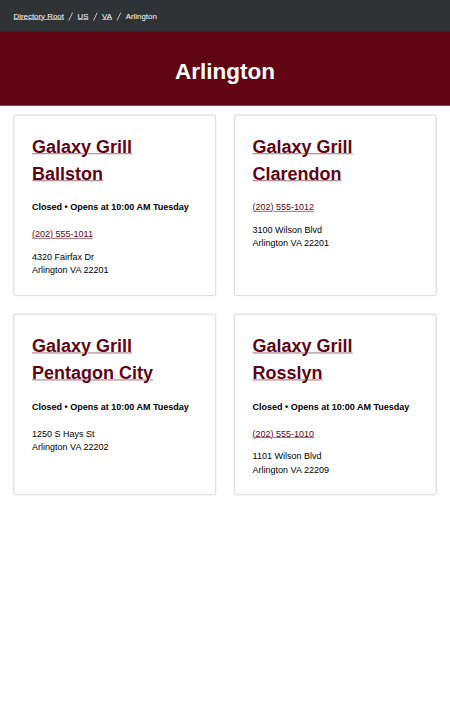 Directory Root / US / VA / Arlington
Arlington
Galaxy Grill
Ballston
Closed • Opens at 10:00 AM Tuesday
(202) 555-1011
4320 Fairfax Dr
Arlington VA 22201
Galaxy Grill
Clarendon
(202) 555-1012
3100 Wilson Blvd
Arlington VA 22201
Galaxy Grill
Pentagon City
Closed • Opens at 10:00 AM Tuesday
1250 S Hays St
Arlington VA 22202
Galaxy Grill
Rosslyn
Closed • Opens at 10:00 AM Tuesday
(202) 555-1010
1101 Wilson Blvd
Arlington VA 22209